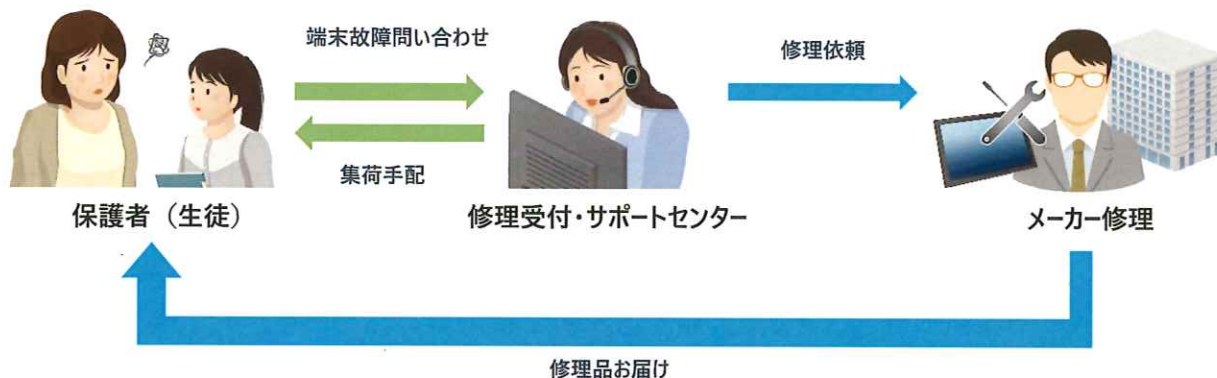 端末故障問い合わせ
修理依頼
集荷手配
保護者（生徒）
修理受付・サポートセンター
メーカー修理
修理品お届け